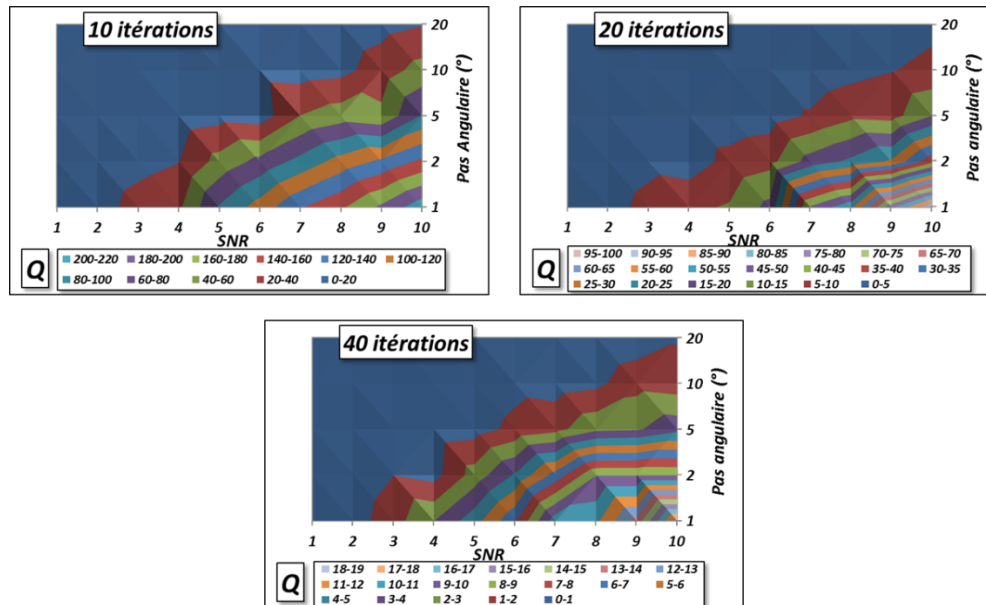 10 itérations
20
10
5
2
1
Pas Angulaire (°)
1 2 3 4 5 6 7 8 9 10
SNR
Q
200-220 180-200 160-180 140-160 120-140 100-120
80-100 60-80 40-60 20-40 0-20
20 itérations
20
10
5
2
1
Pas angulaire (°)
1 2 3 4 5 6 7 8 9 10
SNR
Q
95-100 90-95 85-90 80-85 75-80 70-75 65-70
60-65 55-60 50-55 45-50 40-45 35-40 30-35
25-30 20-25 15-20 10-15 5-10 0-5
40 itérations
20
10
5
2
1
Pas angulaire (°)
1 2 3 4 5 6 7 8 9 10
SNR
Q
18-19 17-18 16-17 15-16 14-15 13-14 12-13
11-12 10-11 9-10 8-9 7-8 6-7 5-6
4-5 3-4 2-3 1-2 0-1